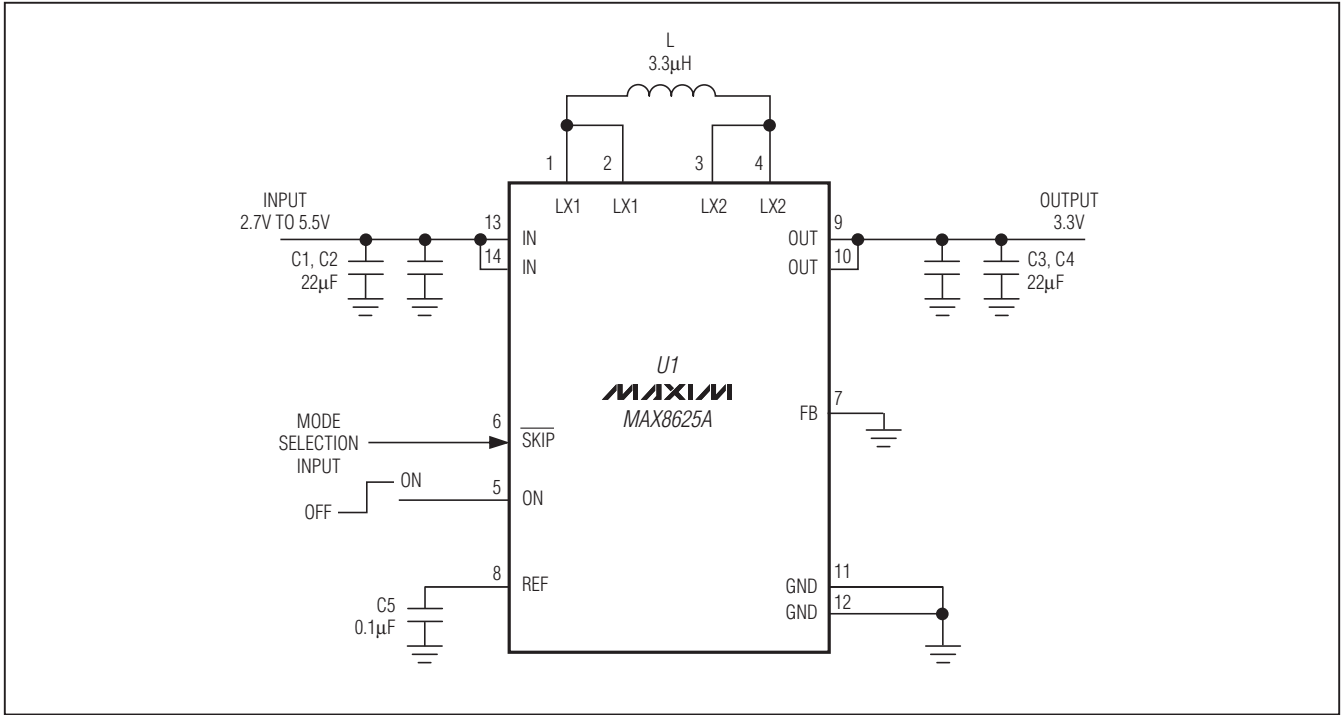 L
3.3µH
1
2
3
4
LX1
LX1
LX2
LX2
INPUT
2.7V TO 5.5V
13
IN
14
IN
C1, C2
22µF
OUTPUT
3.3V
9
OUT
10
OUT
C3, C4
22µF
U1
MAXIM
MAX8625A
7
FB
MODE
SELECTION
INPUT
6
SKIP
ON
OFF
5
ON
8
REF
C5
0.1µF
11
GND
12
GND